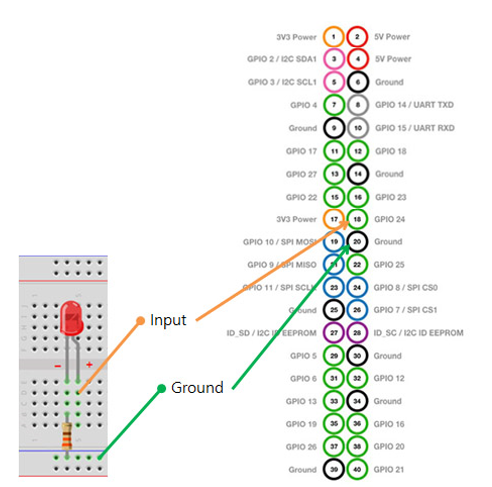 3V3 Power 1 2 5V Power
GPIO 2 / I2C SDA1 3 4 5V Power
GPIO 3 / I2C SCL1 5 6 Ground
GPIO 4 7 8 GPIO 14 / UART TXD
Ground 9 10 GPIO 15 / UART RXD
GPIO 17 11 12 GPIO 18
GPIO 27 13 14 Ground
GPIO 22 15 16 GPIO 23
3V3 Power 17 18 GPIO 24
GPIO 10 / SPI MOSI 19 20 Ground
GPIO 9 / SPI MISO 21 22 GPIO 25
GPIO 11 / SPI SCLK 23 24 GPIO 8 / SPI CS0
Ground 25 26 GPIO 7 / SPI CS1
ID_SD / I2C ID EEPROM 27 28 ID_SC / I2C ID EEPROM
GPIO 5 29 30 Ground
GPIO 6 31 32 GPIO 12
GPIO 13 33 34 Ground
GPIO 19 35 36 GPIO 16
GPIO 26 37 38 GPIO 20
Ground 39 40 GPIO 21
Input
- +
Ground